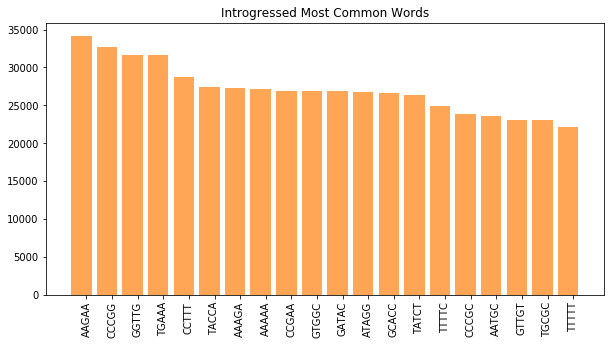 Introgressed Most Common Words
35000
30000
25000
20000
15000
10000
5000
0
AAGAA
CCCGG
GGTTG
TGAAA
CCTTT
TACCA
AAAGA
AAAAA
CCGAA
GTGGC
GATAC
ATAGG
GCACC
TATCT
TTTTC
CCCGC
AATGC
GTTGT
TGCGC
TTTTT